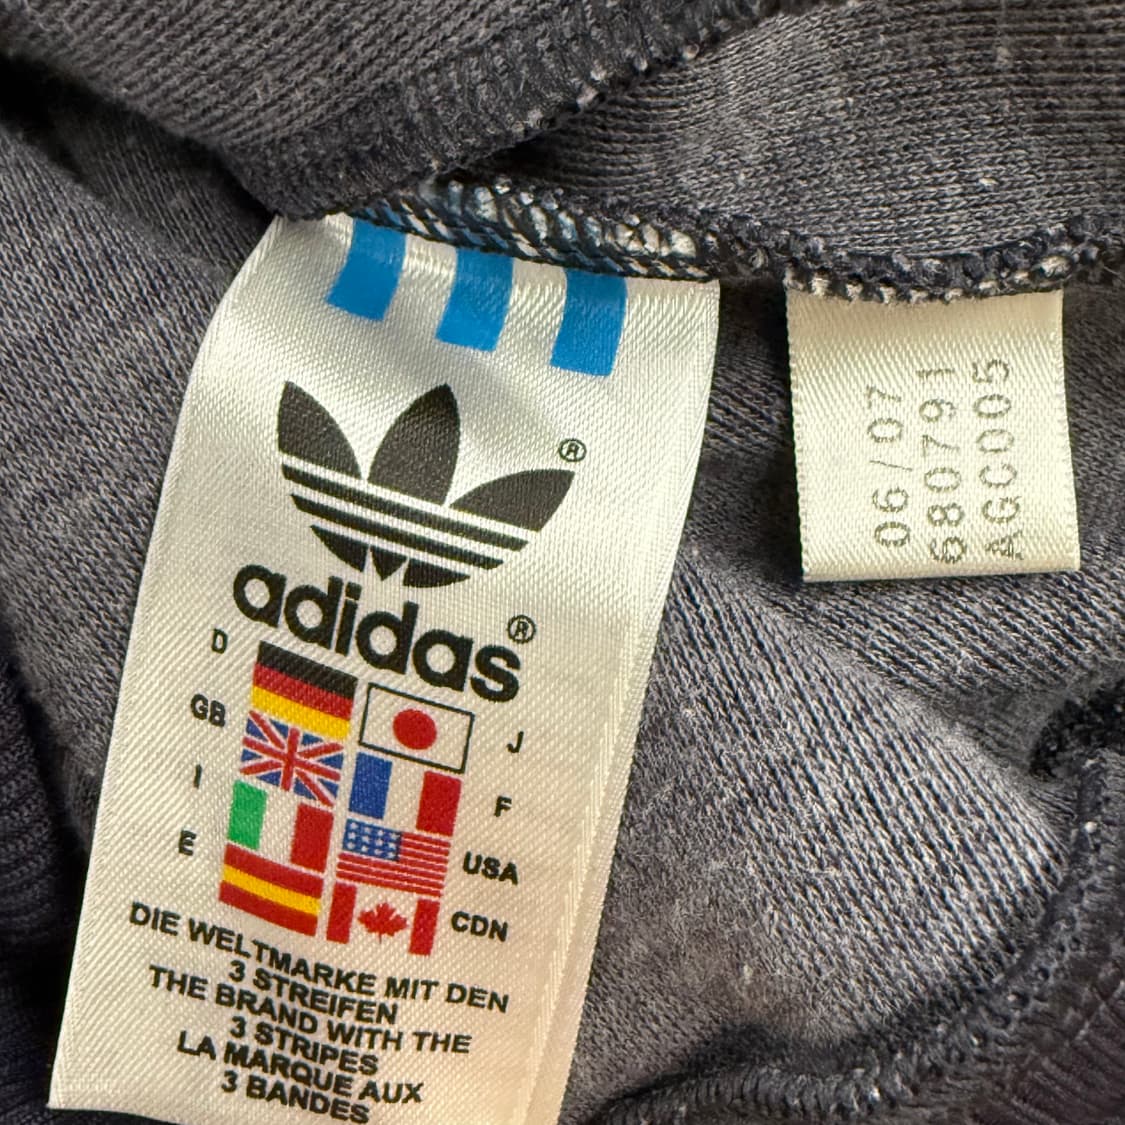 ®
adidas®
D
J
GB
F
I
USA
E
CDN
DIE WELTMARKE MIT DEN
3 STREIFEN
THE BRAND WITH THE
3 STRIPES
LA MARQUE AUX
3 BANDES
06/07
680791
AGC005